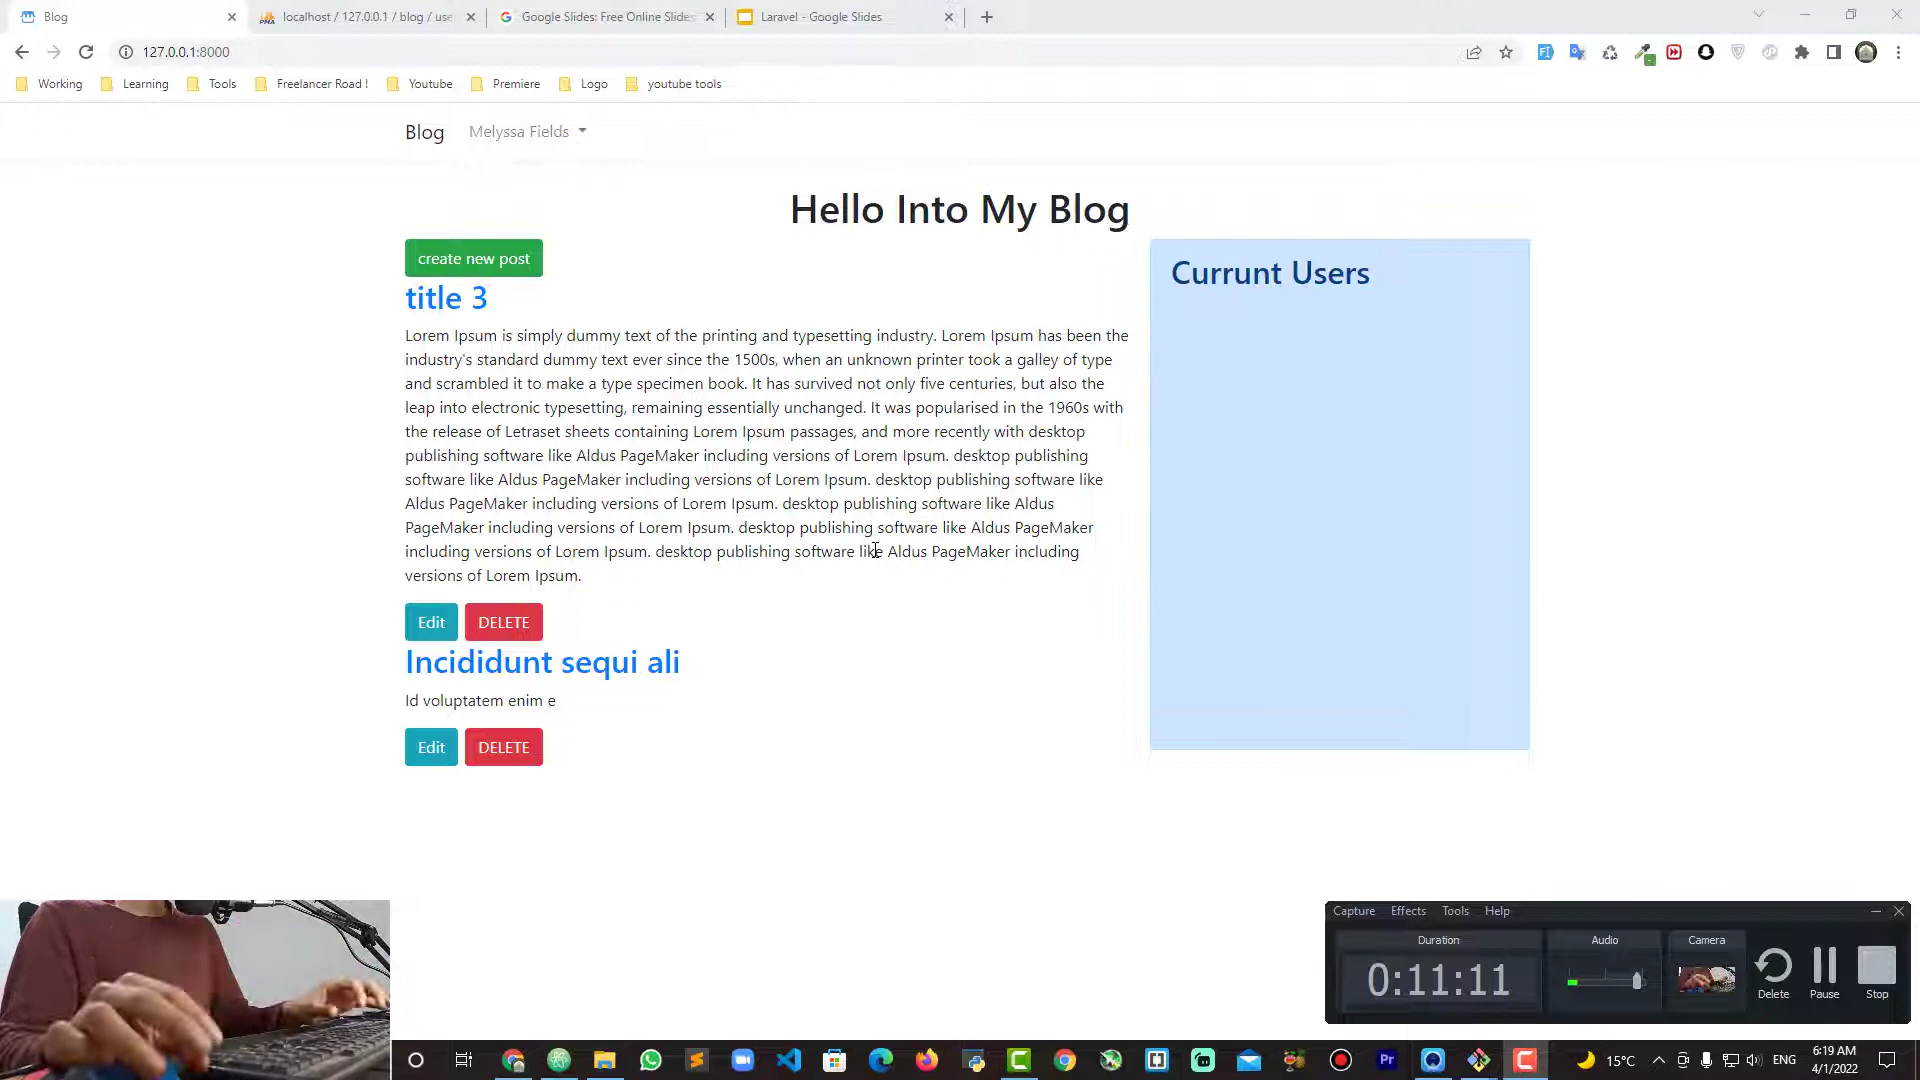 Blog
localhost / 127.0.0.1 / blog / use
Google Slides: Free Online Slides
Laravel - Google Slides
127.0.0.1:8000
Working
Learning
Tools
Freelancer Road !
Youtube
Premiere
Logo
youtube tools
Blog
Melyssa Fields
Hello Into My Blog
create new post
title 3
Lorem Ipsum is simply dummy text of the printing and typesetting industry. Lorem Ipsum has been the
industry's standard dummy text ever since the 1500s, when an unknown printer took a galley of type
and scrambled it to make a type specimen book. It has survived not only five centuries, but also the
leap into electronic typesetting, remaining essentially unchanged. It was popularised in the 1960s with
the release of Letraset sheets containing Lorem Ipsum passages, and more recently with desktop
publishing software like Aldus PageMaker including versions of Lorem Ipsum. desktop publishing
software like Aldus PageMaker including versions of Lorem Ipsum. desktop publishing software like
Aldus PageMaker including versions of Lorem Ipsum. desktop publishing software like Aldus
PageMaker including versions of Lorem Ipsum. desktop publishing software like Aldus PageMaker
including versions of Lorem Ipsum. desktop publishing software like Aldus PageMaker including
versions of Lorem Ipsum.
Edit
DELETE
Incididunt sequi ali
Id voluptatem enim e
Edit
DELETE
Currunt Users
Capture
Effects
Tools
Help
Duration
Audio
Camera
0:11:11
Delete
Pause
Stop
Pr
15°C
ENG
6:19 AM
4/1/2022